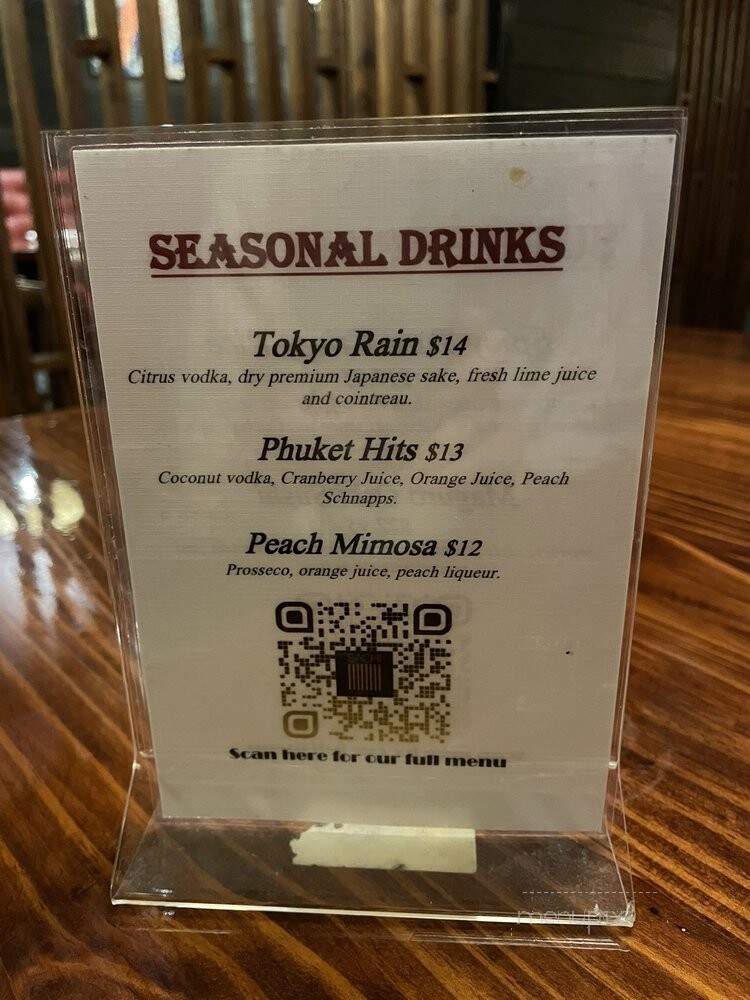 SEASONAL DRINKS
Tokyo Rain $14
Citrus vodka, dry premium Japanese sake, fresh lime juice
and cointreau.
Phuket Hits $13
Coconut vodka, Cranberry Juice, Orange Juice, Peach
Schnapps.
Peach Mimosa $12
Prosseco, orange juice, peach liqueur.
Scan here for our full menu